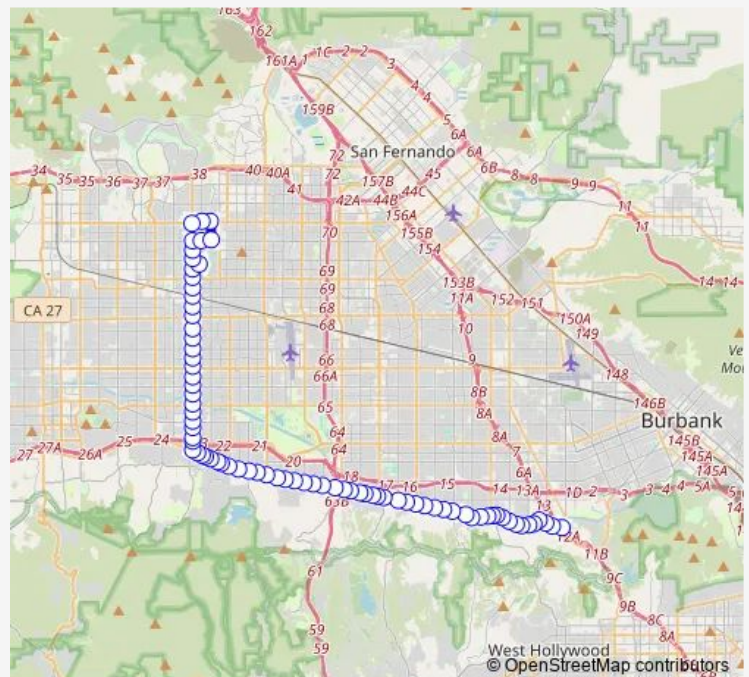 163
162
161A 1 1C 2 2
3
4
4
159B
5
6A
San Fernando
6A
72
34 35 35 36 37 37 38 40 40A
72
157B
45
6B 8 8 9 9
41
42A 44B 44C
11
156A
70
155B
11
154
69
153B
14 14
CA 27
69
11A
152 151
68
150A
68
10
149
66
9
148
66A
8B
146B
65
8A
Burbank
64
8A
7
145B
27 27A 26A 25 24 23 22 21 20
64
6A
145A
18 17 16 15 14 13A
1D 2 3 3 4 4 5A
145A
63B
13
12A
11B
61
9C
9B
8C
59
8A
59
West Hollywood
© OpenStreetMap contributors